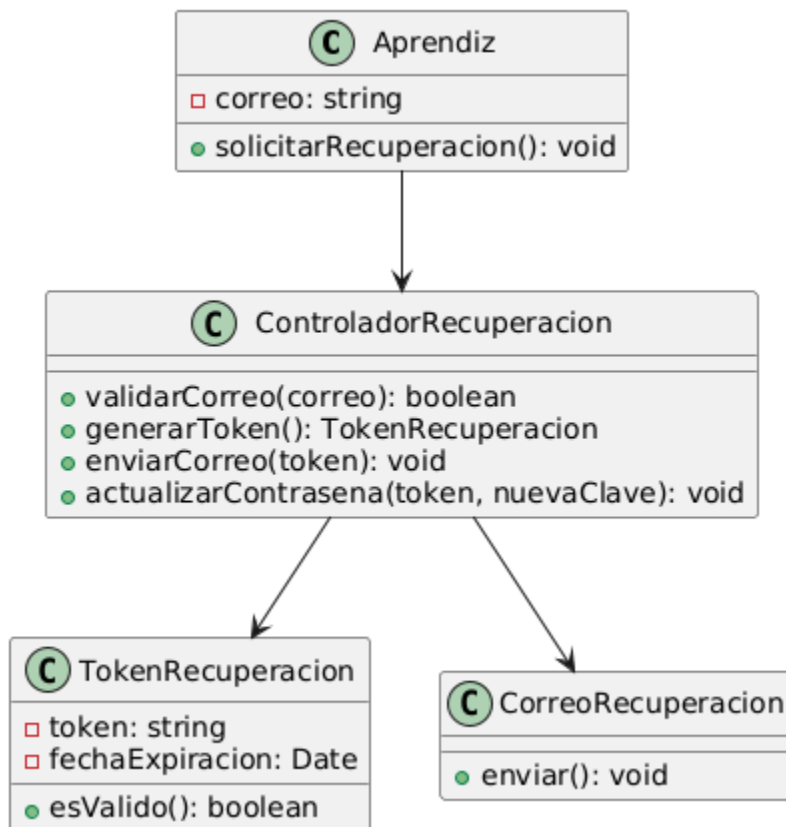 C Aprendiz
correo: string
solicitarRecuperacion(): void
C ControladorRecuperacion
validarCorreo(correo): boolean
generarToken(): TokenRecuperacion
enviarCorreo(token): void
actualizarContrasena(token, nuevaClave): void
C TokenRecuperacion
token: string
fechaExpiracion: Date
esValido(): boolean
C CorreoRecuperacion
enviar(): void